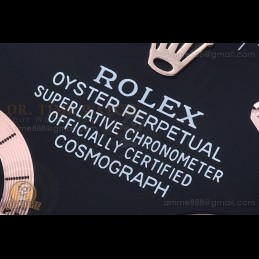 ROLEX
OYSTER PERPETUAL
SUPERLATIVE CHRONOMETER
OFFICIALLY CERTIFIED
COSMOGRAPH